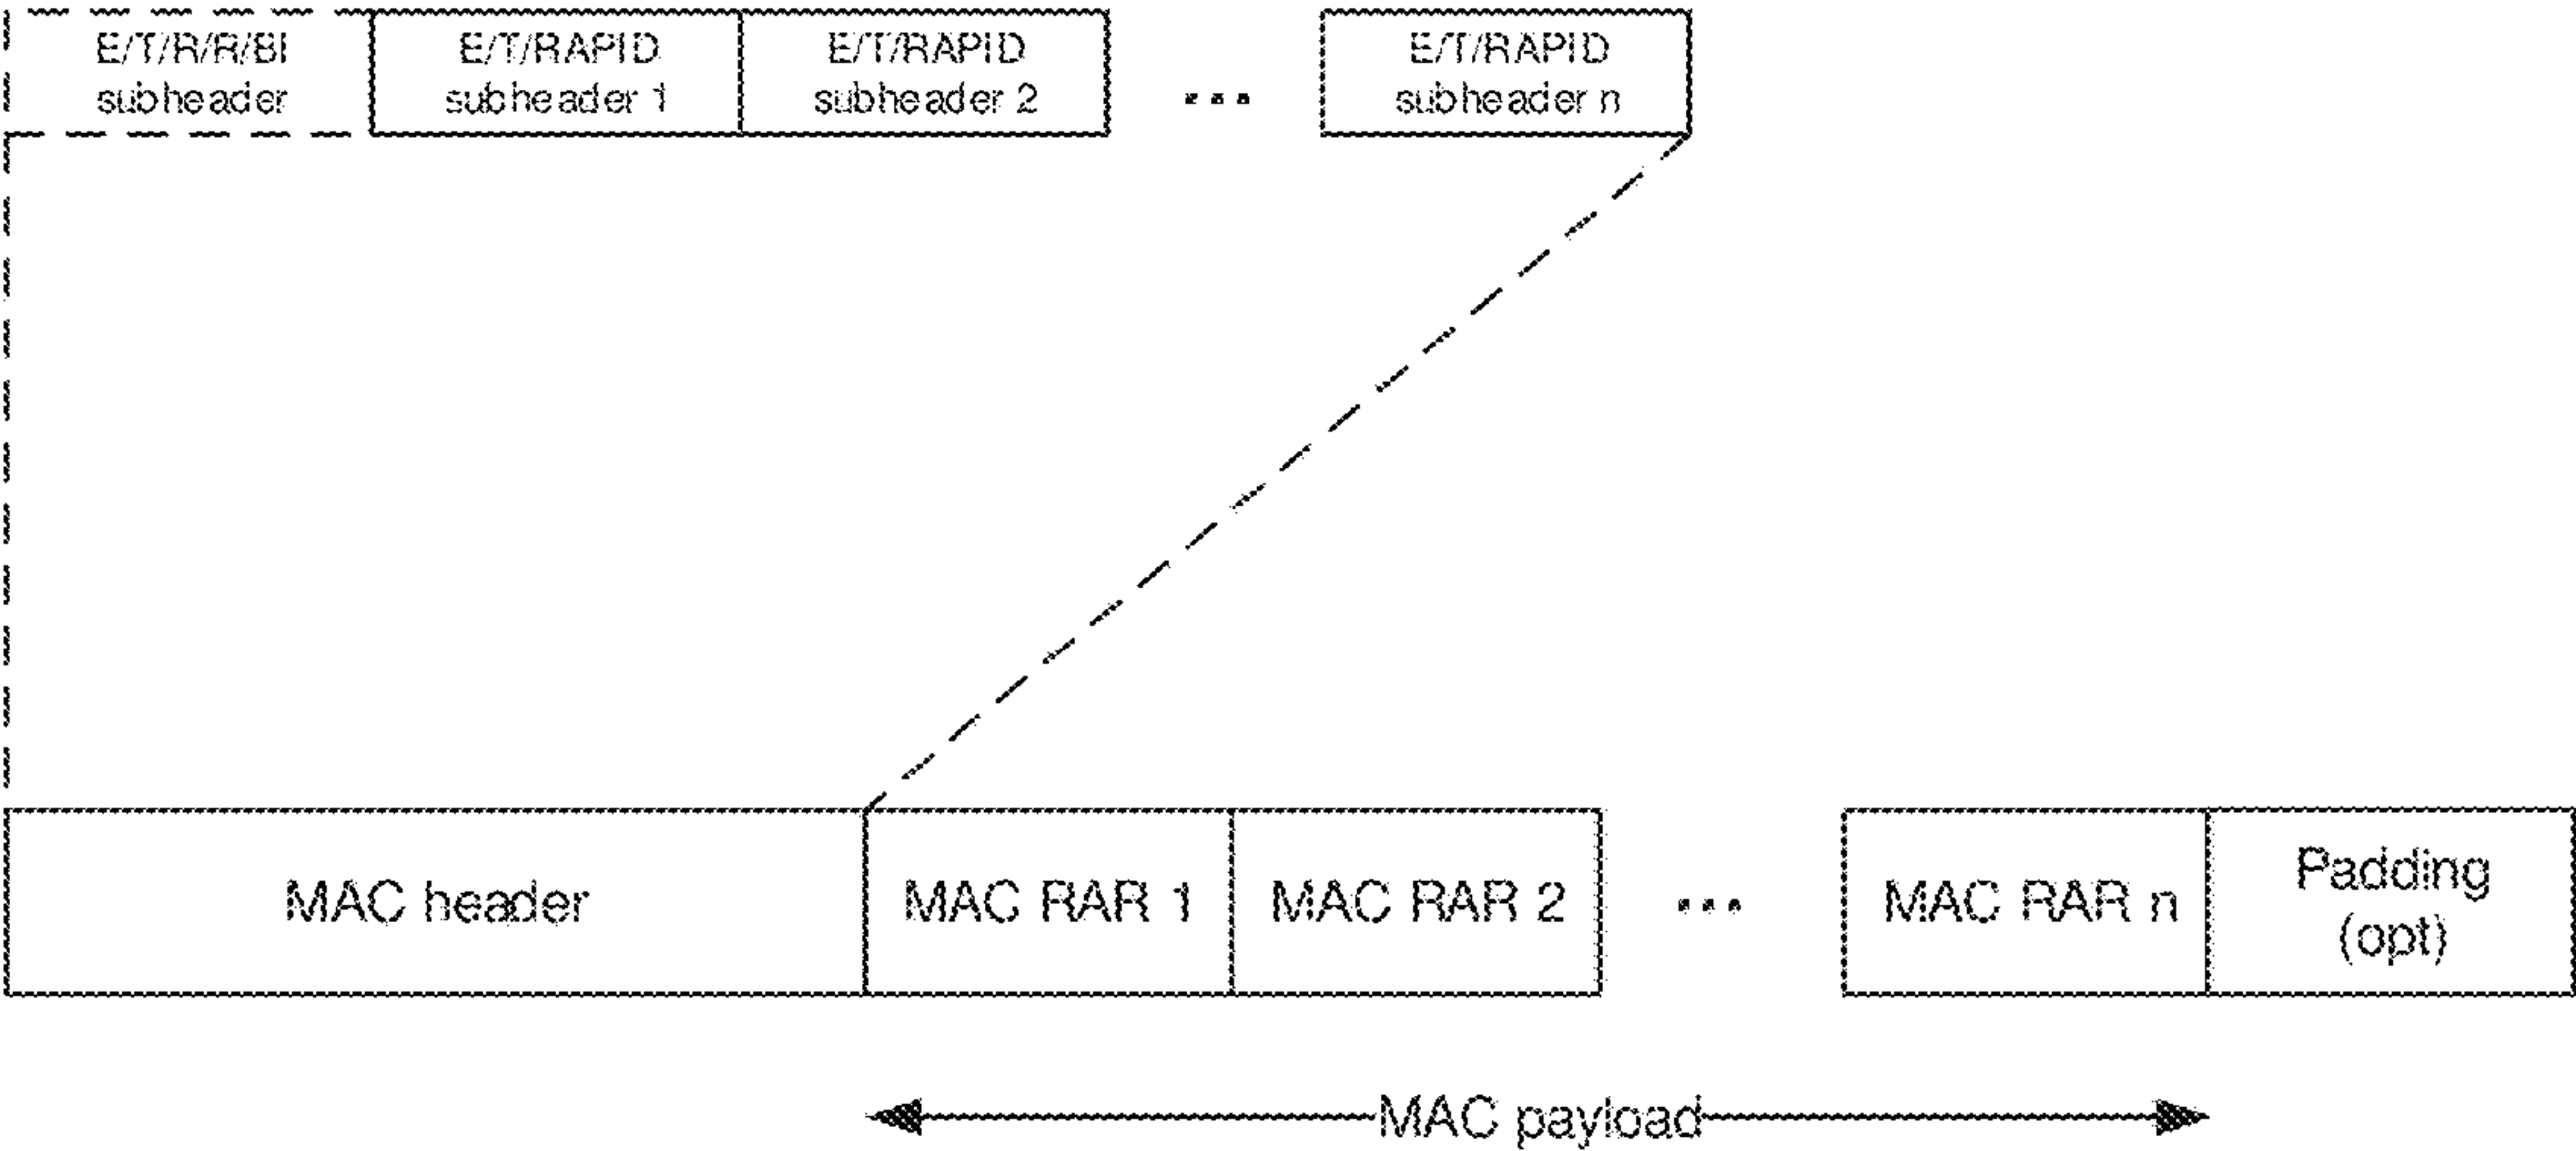 E/T/R/R/BI
subheader
E/T/RAPID
subheader 1
E/T/RAPID
subheader 2
...
E/T/RAPID
subheader n
MAC header
MAC RAR 1
MAC RAR 2
...
MAC RAR n
Padding
(opt)
MAC payload